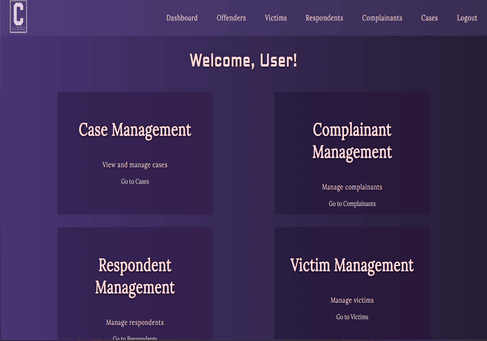 C
Dashboard Offenders Victims Respondents Complainants Cases Logout
Welcome, User!
Case Management
View and manage cases
Go to Cases
Complainant
Management
Manage complainants
Go to Complainants
Respondent
Management
Manage respondents
Go to Respondents
Victim Management
Manage victims
Go to Victims